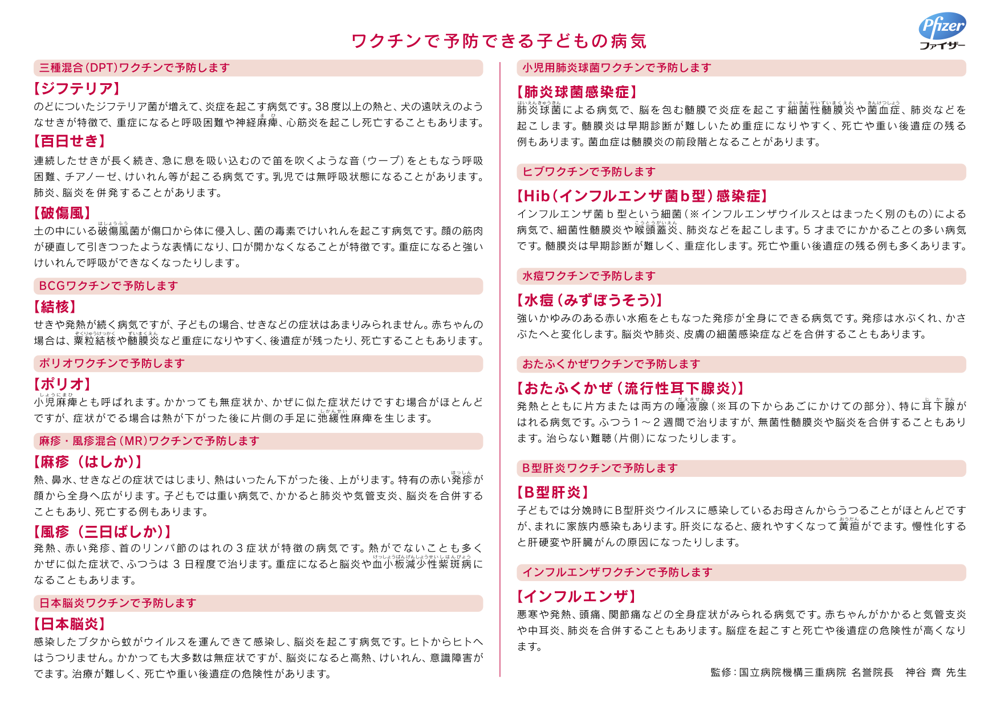 ワクチンで予防できる子どもの病気
Pfizer
ファイザー
三種混合(DPT)ワクチンで予防します
【ジフテリア】
のどについたジフテリア菌が増えて、炎症を起こす病気です。38度以上の熱と、犬の遠吠えのよう
なせきが特徴で、重症になると呼吸困難や神経麻痺、心筋炎を起こし死亡することもあります。
【百日せき】
連続したせきが長く続き、急に息を吸い込むので笛を吹くような音(ウープ)をともなう呼吸
困難、チアノーゼ、けいれん等が起こる病気です。乳児では無呼吸状態になることがあります。
肺炎、脳炎を併発することがあります。
【破傷風】
土の中にいる破傷風菌が傷口から体に侵入し、菌の毒素でけいれんを起こす病気です。顔の筋肉
が硬直して引きつったような表情になり、口が開かなくなることが特徴です。重症になると強い
けいれんで呼吸ができなくなったりします。
BCGワクチンで予防します
【結核】
せきや発熱が続く病気ですが、子どもの場合、せきなどの症状はあまりみられません。赤ちゃんの
場合は、粟粒結核や髄膜炎など重症になりやすく、後遺症が残ったり、死亡することもあります。
ポリオワクチンで予防します
【ポリオ】
小児麻痺とも呼ばれます。かかっても無症状か、かぜに似た症状だけですむ場合がほとんど
ですが、症状がでる場合は熱が下がった後に片側の手足に弛緩性麻痺を生じます。
麻疹・風疹混合(MR)ワクチンで予防します
【麻疹(はしか)】
熱、鼻水、せきなどの症状ではじまり、熱はいったん下がった後、上がります。特有の赤い発疹が
顔から全身へ広がります。子どもでは重い病気で、かかると肺炎や気管支炎、脳炎を合併する
こともあり、死亡する例もあります。
【風疹(三日ばしか)】
発熱、赤い発疹、首のリンパ節のはれの3症状が特徴の病気です。熱がでないことも多く
かぜに似た症状で、ふつうは3日程度で治ります。重症になると脳炎や血小板減少性紫斑病に
なることもあります。
日本脳炎ワクチンで予防します
【日本脳炎】
感染したブタから蚊がウイルスを運んできて感染し、脳炎を起こす病気です。ヒトからヒトへ
はうつりません。かかっても大多数は無症状ですが、脳炎になると高熱、けいれん、意識障害が
でます。治療が難しく、死亡や重い後遺症の危険性があります。
小児用肺炎球菌ワクチンで予防します
【肺炎球菌感染症】
肺炎球菌による病気で、脳を包む髄膜で炎症を起こす細菌性髄膜炎や菌血症、肺炎などを
起こします。髄膜炎は早期診断が難しいため重症になりやすく、死亡や重い後遺症の残る
例もあります。菌血症は髄膜炎の前段階となることがあります。
ヒブワクチンで予防します
【Hib(インフルエンザ菌b型)感染症】
インフルエンザ菌b型という細菌(※インフルエンザウイルスとはまったく別のもの)による
病気で、細菌性髄膜炎や喉頭蓋炎、肺炎などを起こします。5才までにかかることの多い病気
です。髄膜炎は早期診断が難しく、重症化します。死亡や重い後遺症の残る例も多くあります。
水痘ワクチンで予防します
【水痘(みずぼうそう)】
強いかゆみのある赤い水疱をともなった発疹が全身にできる病気です。発疹は水ぶくれ、かさ
ぶたへと変化します。脳炎や肺炎、皮膚の細菌感染症などを合併することもあります。
おたふくかぜワクチンで予防します
【おたふくかぜ(流行性耳下腺炎)】
発熱とともに片方または両方の唾液腺(※耳の下からあごにかけての部分)、特に耳下腺が
はれる病気です。ふつう1〜2週間で治りますが、無菌性髄膜炎や脳炎を合併することもあり
ます。治らない難聴(片側)になったりします。
B型肝炎ワクチンで予防します
【B型肝炎】
子どもでは分娩時にB型肝炎ウイルスに感染しているお母さんからうつることがほとんどです
が、まれに家族内感染もあります。肝炎になると、疲れやすくなって黄疸がでます。慢性化する
と肝硬変や肝臓がんの原因になったりします。
インフルエンザワクチンで予防します
【インフルエンザ】
悪寒や発熱、頭痛、関節痛などの全身症状がみられる病気です。赤ちゃんがかかると気管支炎
や中耳炎、肺炎を合併することもあります。脳症を起こすと死亡や後遺症の危険性が高くなり
ます。
監修：国立病院機構三重病院 名誉院長 神谷 齊 先生